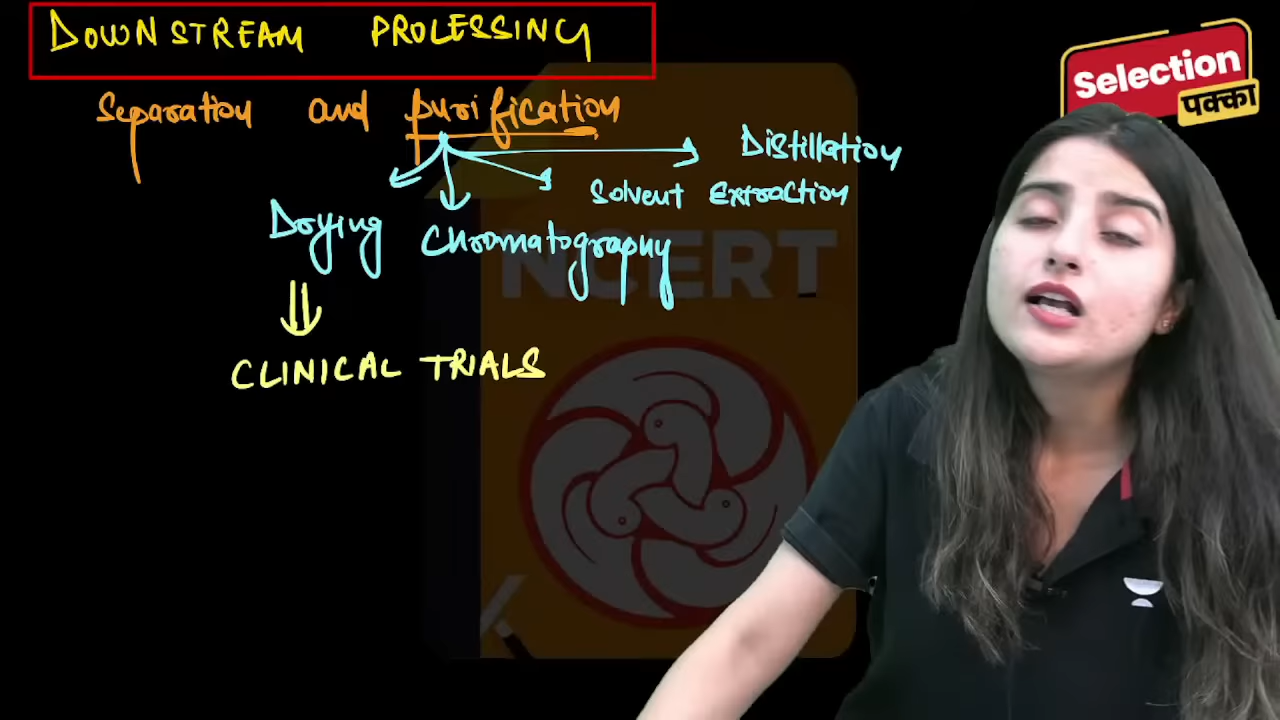 DOWNSTREAM PROCESSING
Selection
पक्का
Separation and purification
Distillation
Solvent Extraction
Drying
Chromatography
NCERT
CLINICAL TRIALS